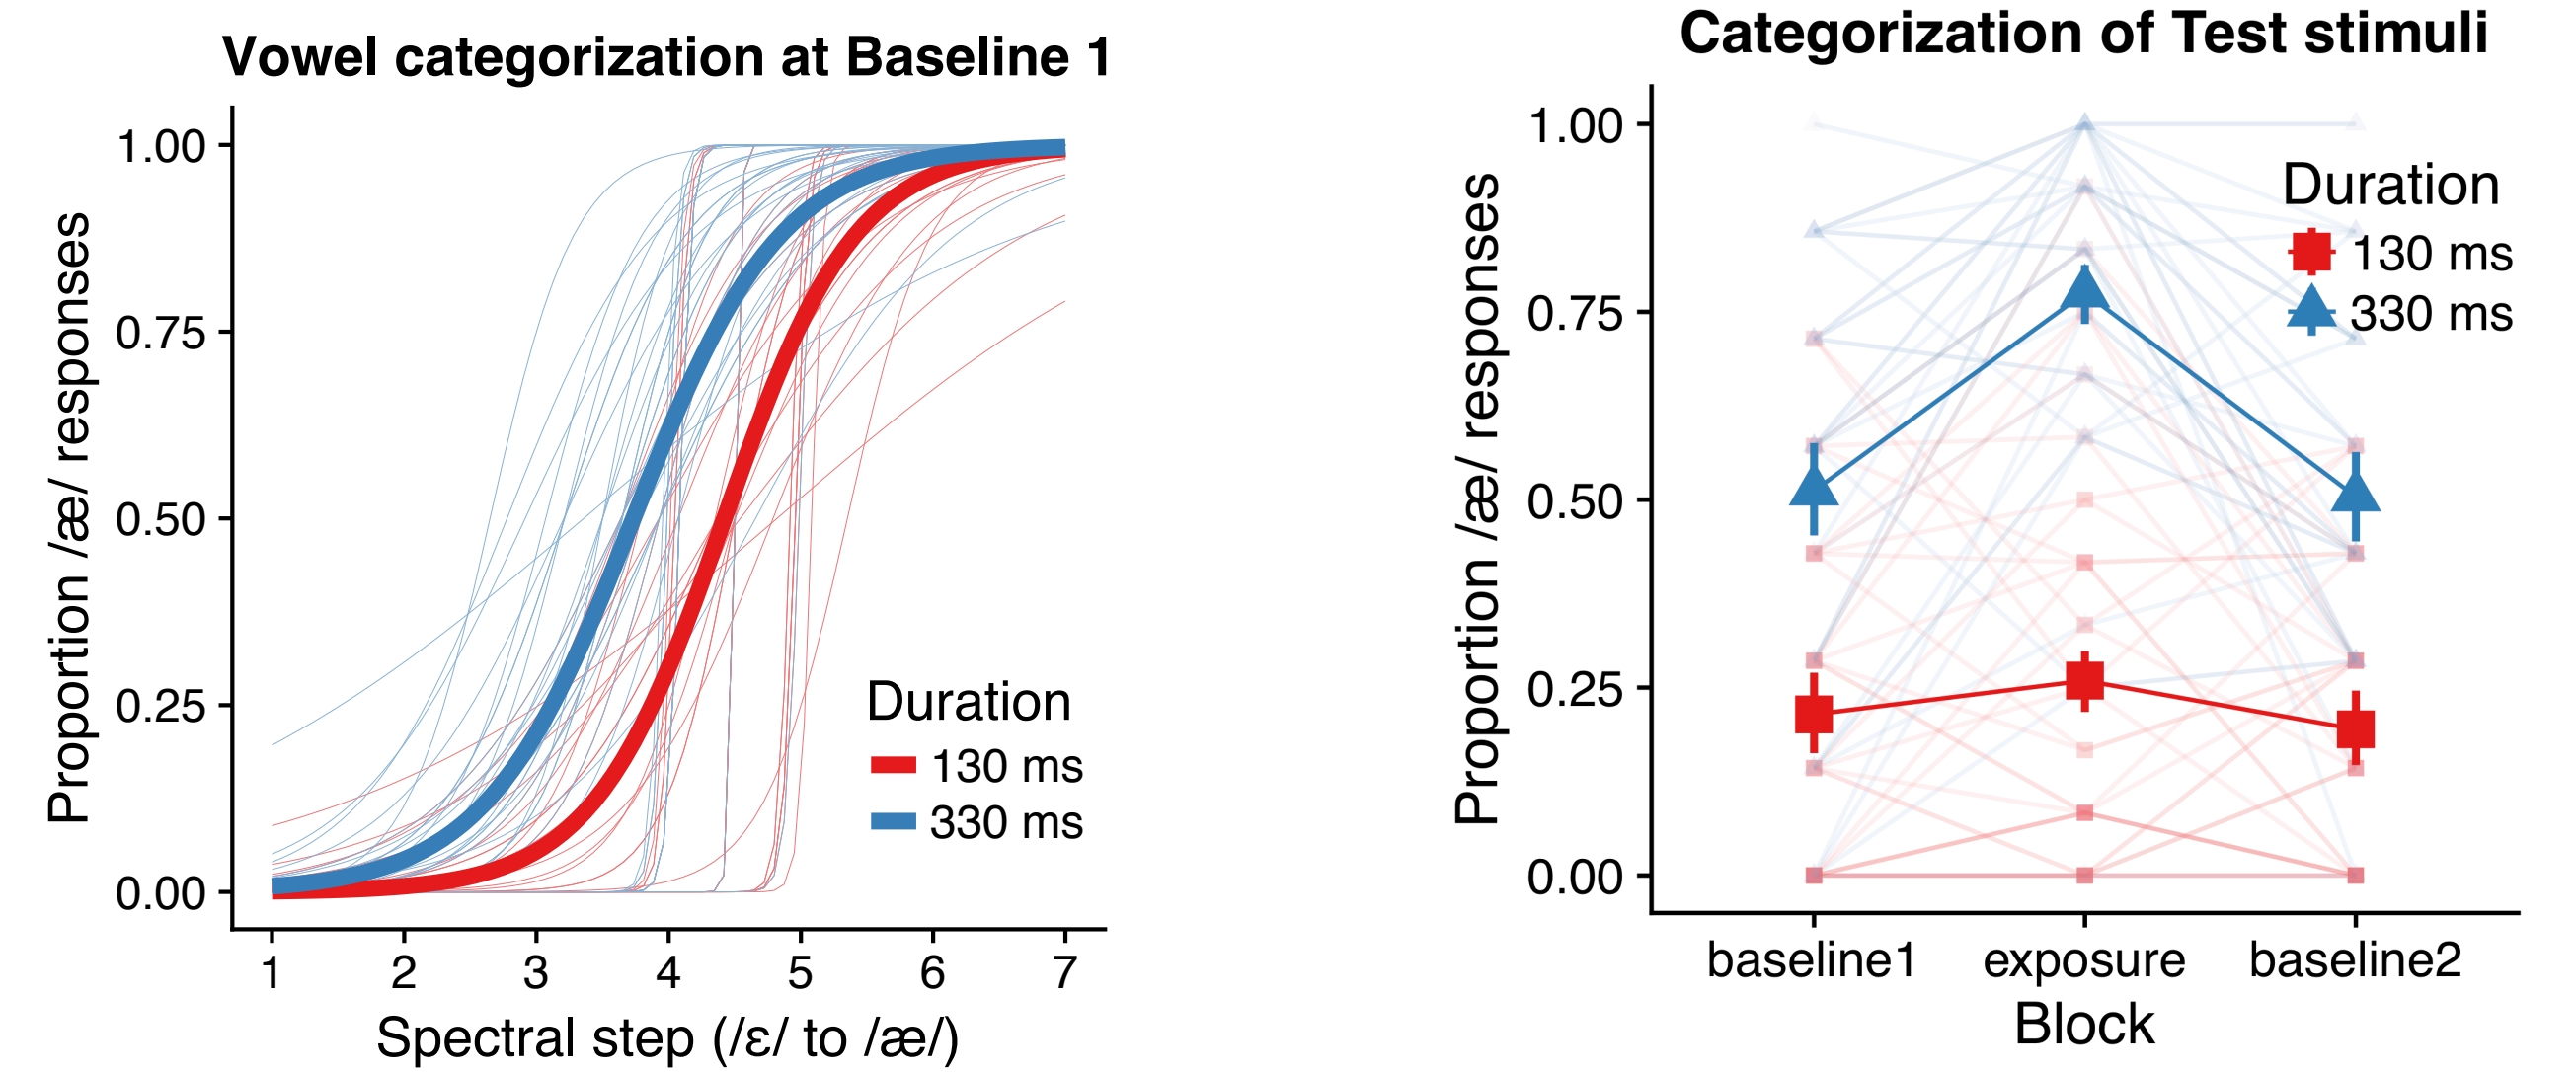 Vowel categorization at Baseline 1
Proportion /æ/ responses
1.00
0.75
0.50
0.25
0.00
Duration
130 ms
330 ms
1 2 3 4 5 6 7
Spectral step (/ɛ/ to /æ/)
Categorization of Test stimuli
Proportion /æ/ responses
1.00
0.75
0.50
0.25
0.00
Duration
130 ms
330 ms
baseline1 exposure baseline2
Block